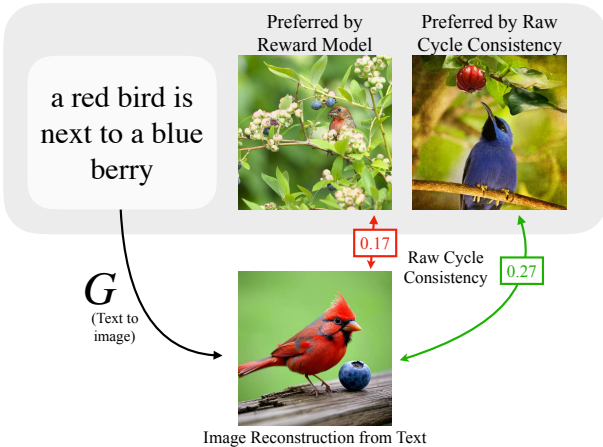 Preferred by
Reward Model
Preferred by Raw
Cycle Consistency
a red bird is
next to a blue
berry
0.17
Raw Cycle
Consistency
0.27
G
(Text to
image)
Image Reconstruction from Text